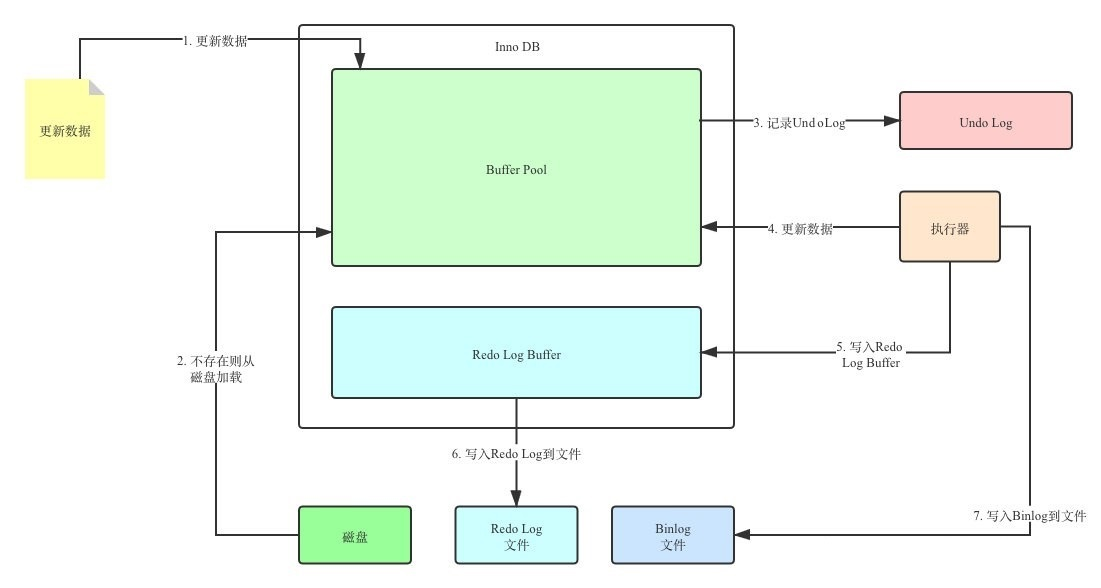 1. 更新数据
Inno DB
更新数据
Buffer Pool
3. 记录UndoLog
Undo Log
4. 更新数据
执行器
2. 不存在则从
磁盘加载
Redo Log Buffer
5. 写入Redo
Log Buffer
6. 写入Redo Log到文件
7. 写入Binlog到文件
磁盘
Redo Log
文件
Binlog
文件